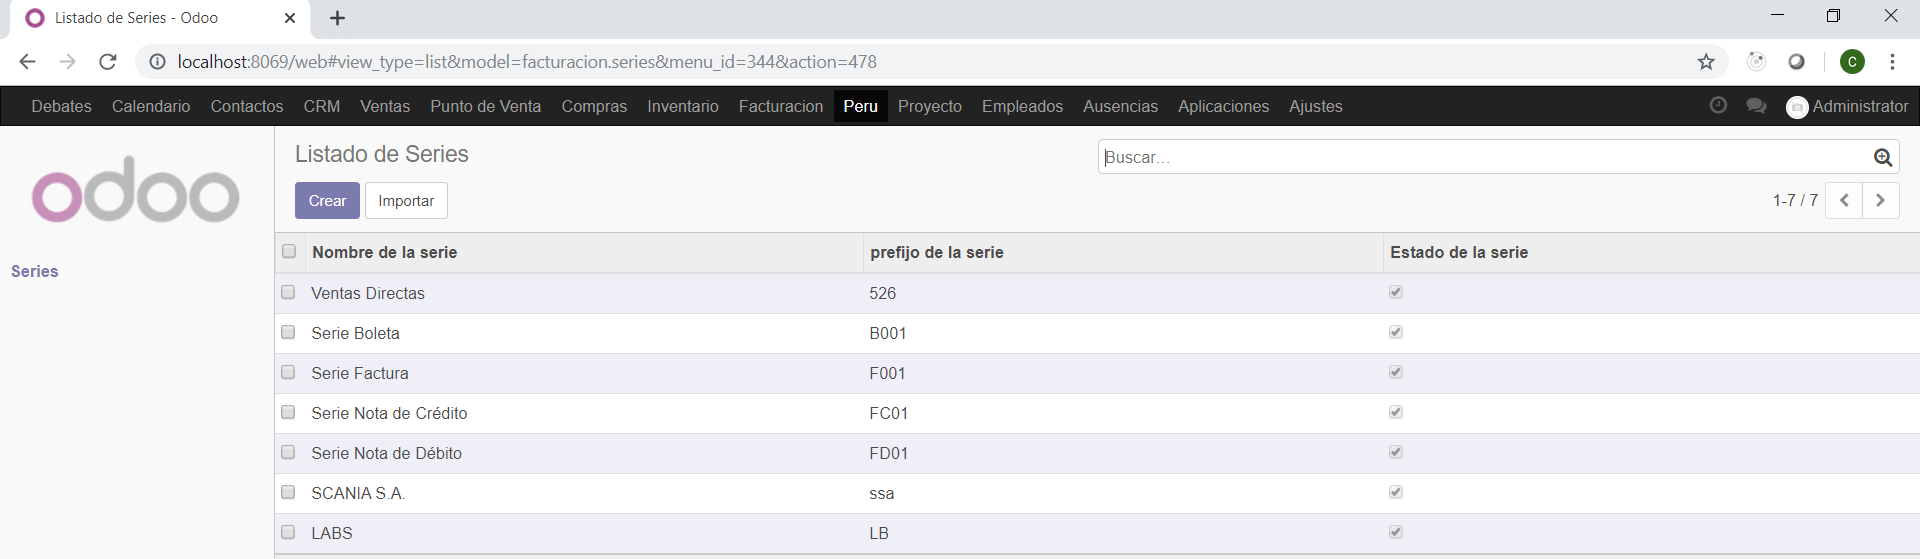 Listado de Series - Odoo
localhost:8069/web#view_type=list&model=facturacion.series&menu_id=344&action=478
C
Debates Calendario Contactos CRM Ventas Punto de Venta Compras Inventario Facturacion Peru Proyecto Empleados Ausencias Aplicaciones Ajustes Administrator
odoo
Series
Listado de Series
Buscar...
Crear Importar
1-7 / 7
Nombre de la serie prefijo de la serie Estado de la serie
Ventas Directas 526
Serie Boleta B001
Serie Factura F001
Serie Nota de Crédito FC01
Serie Nota de Débito FD01
SCANIA S.A. ssa
LABS LB